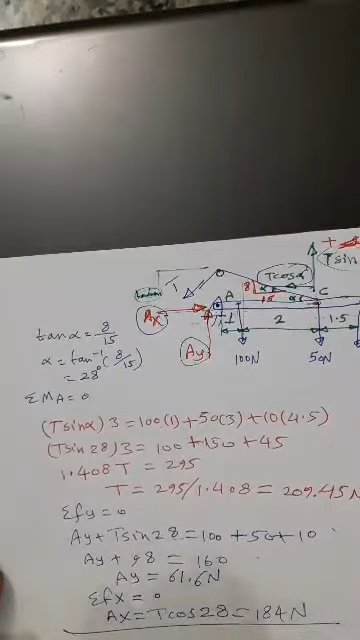 T
Tcosα
Tsin
8
15
A
C
Ax
1
2
1.5
Ay
100N
50N
tanα = 8/15
α = tan⁻¹(8/15)
= 28°
ΣMA = 0
(Tsinα) 3 = 100(1) + 50(3) + 10(4.5)
(Tsin 28) 3 = 100 + 150 + 45
1.408 T = 295
T = 295/1.408 = 209.45N
Σfy = 0
Ay + Tsin28 = 100 + 50 + 10
Ay + 98 = 160
Ay = 61.6N
Σfx = 0
Ax = Tcos28 = 184N